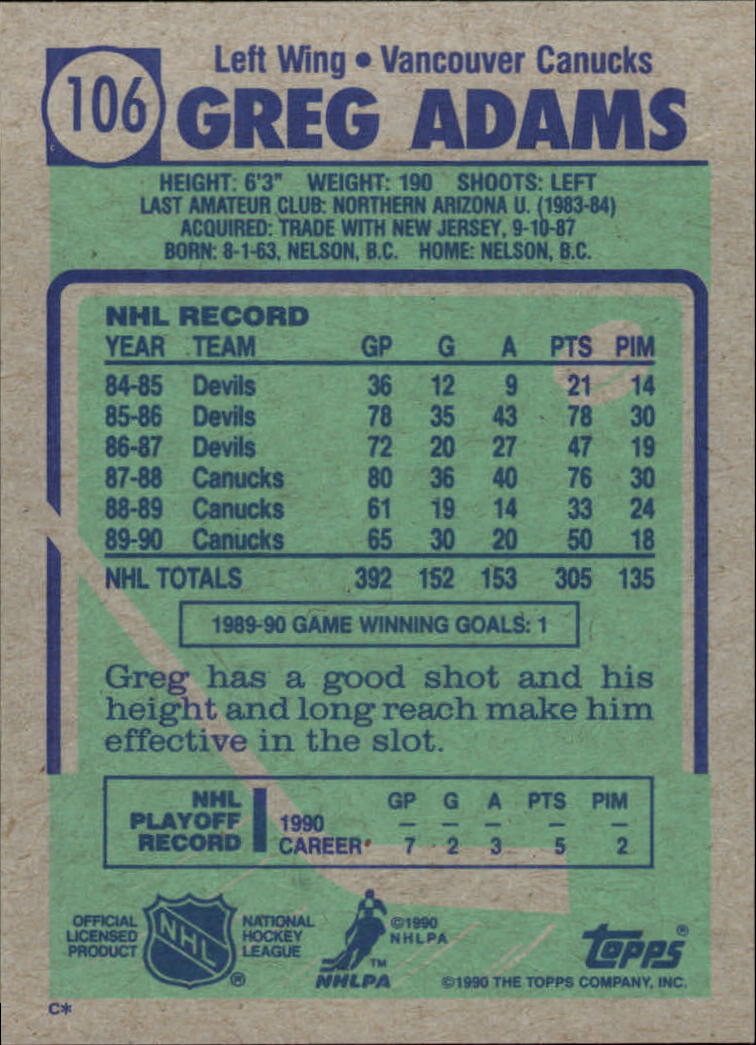 106
Left Wing • Vancouver Canucks
GREG ADAMS
HEIGHT: 6'3" WEIGHT: 190 SHOOTS: LEFT
LAST AMATEUR CLUB: NORTHERN ARIZONA U. (1983-84)
ACQUIRED: TRADE WITH NEW JERSEY, 9-10-87
BORN: 8-1-63, NELSON, B.C. HOME: NELSON, B.C.
NHL RECORD
YEAR TEAM GP G A PTS PIM
84-85 Devils 36 12 9 21 14
85-86 Devils 78 35 43 78 30
86-87 Devils 72 20 27 47 19
87-88 Canucks 80 36 40 76 30
88-89 Canucks 61 19 14 33 24
89-90 Canucks 65 30 20 50 18
NHL TOTALS 392 152 153 305 135
1989-90 GAME WINNING GOALS: 1
Greg has a good shot and his
height and long reach make him
effective in the slot.
NHL PLAYOFF RECORD
GP G A PTS PIM
1990 – – – – –
CAREER 7 2 3 5 2
OFFICIAL
LICENSED
PRODUCT
NHL
®
NATIONAL
HOCKEY
LEAGUE
TM
NHLPA
©1990
NHLPA
topps®
©1990 THE TOPPS COMPANY, INC.
C*